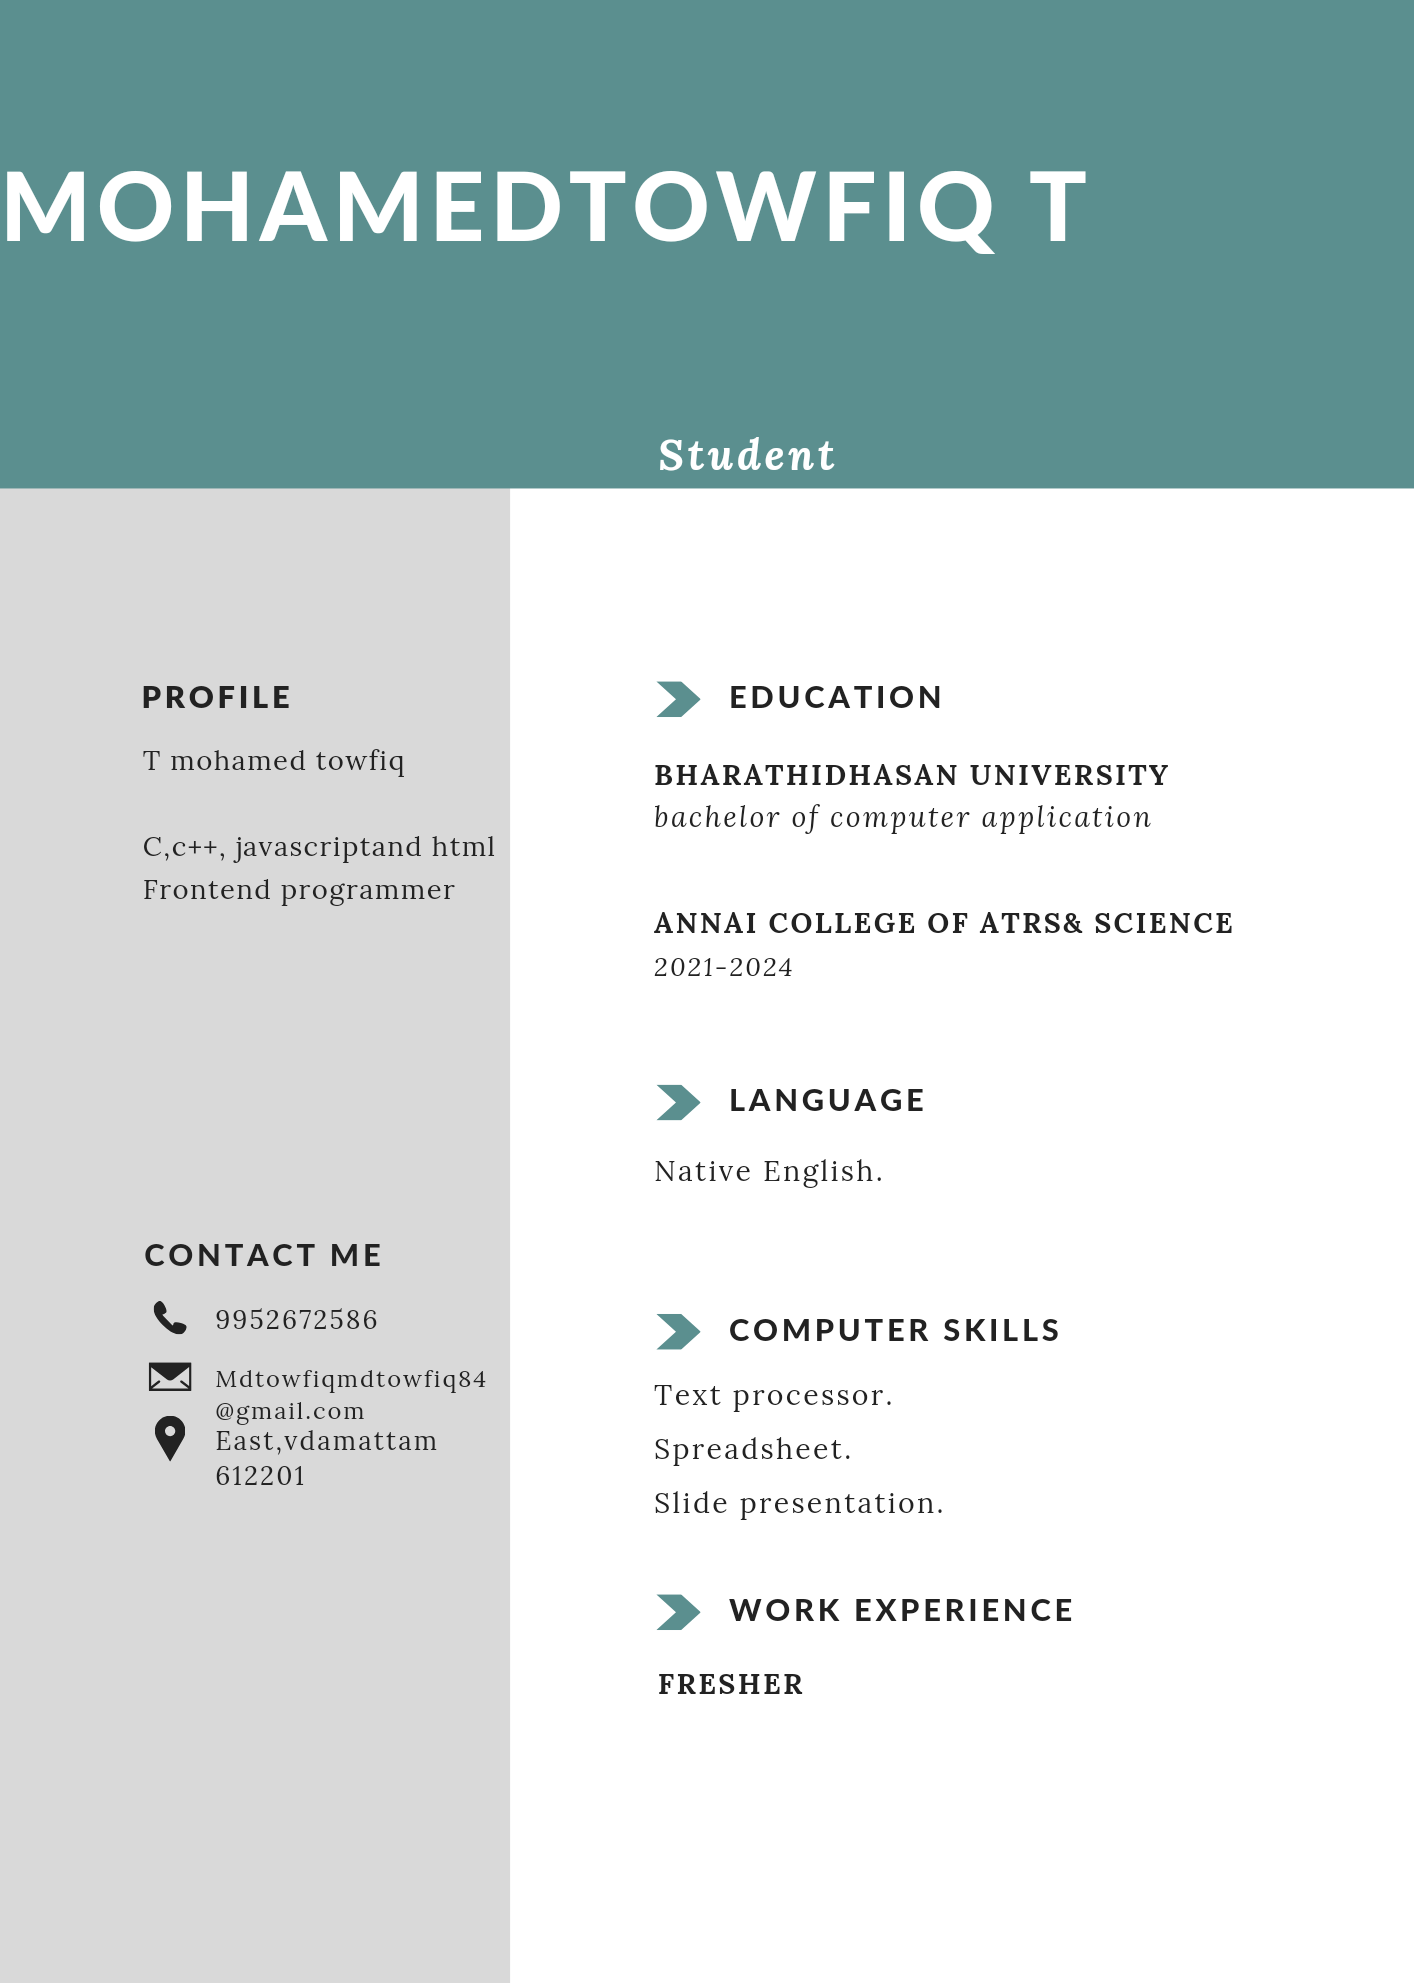 MOHAMEDTOWFIQ T
Student
PROFILE
T mohamed towfiq
C,c++, javascriptand html
Frontend programmer
CONTACT ME
9952672586
Mdtowfiqmdtowfiq84
@gmail.com
East,vdamattam
612201
EDUCATION
BHARATHIDHASAN UNIVERSITY
bachelor of computer application
ANNAI COLLEGE OF ATRS& SCIENCE
2021-2024
LANGUAGE
Native English.
COMPUTER SKILLS
Text processor.
Spreadsheet.
Slide presentation.
WORK EXPERIENCE
FRESHER